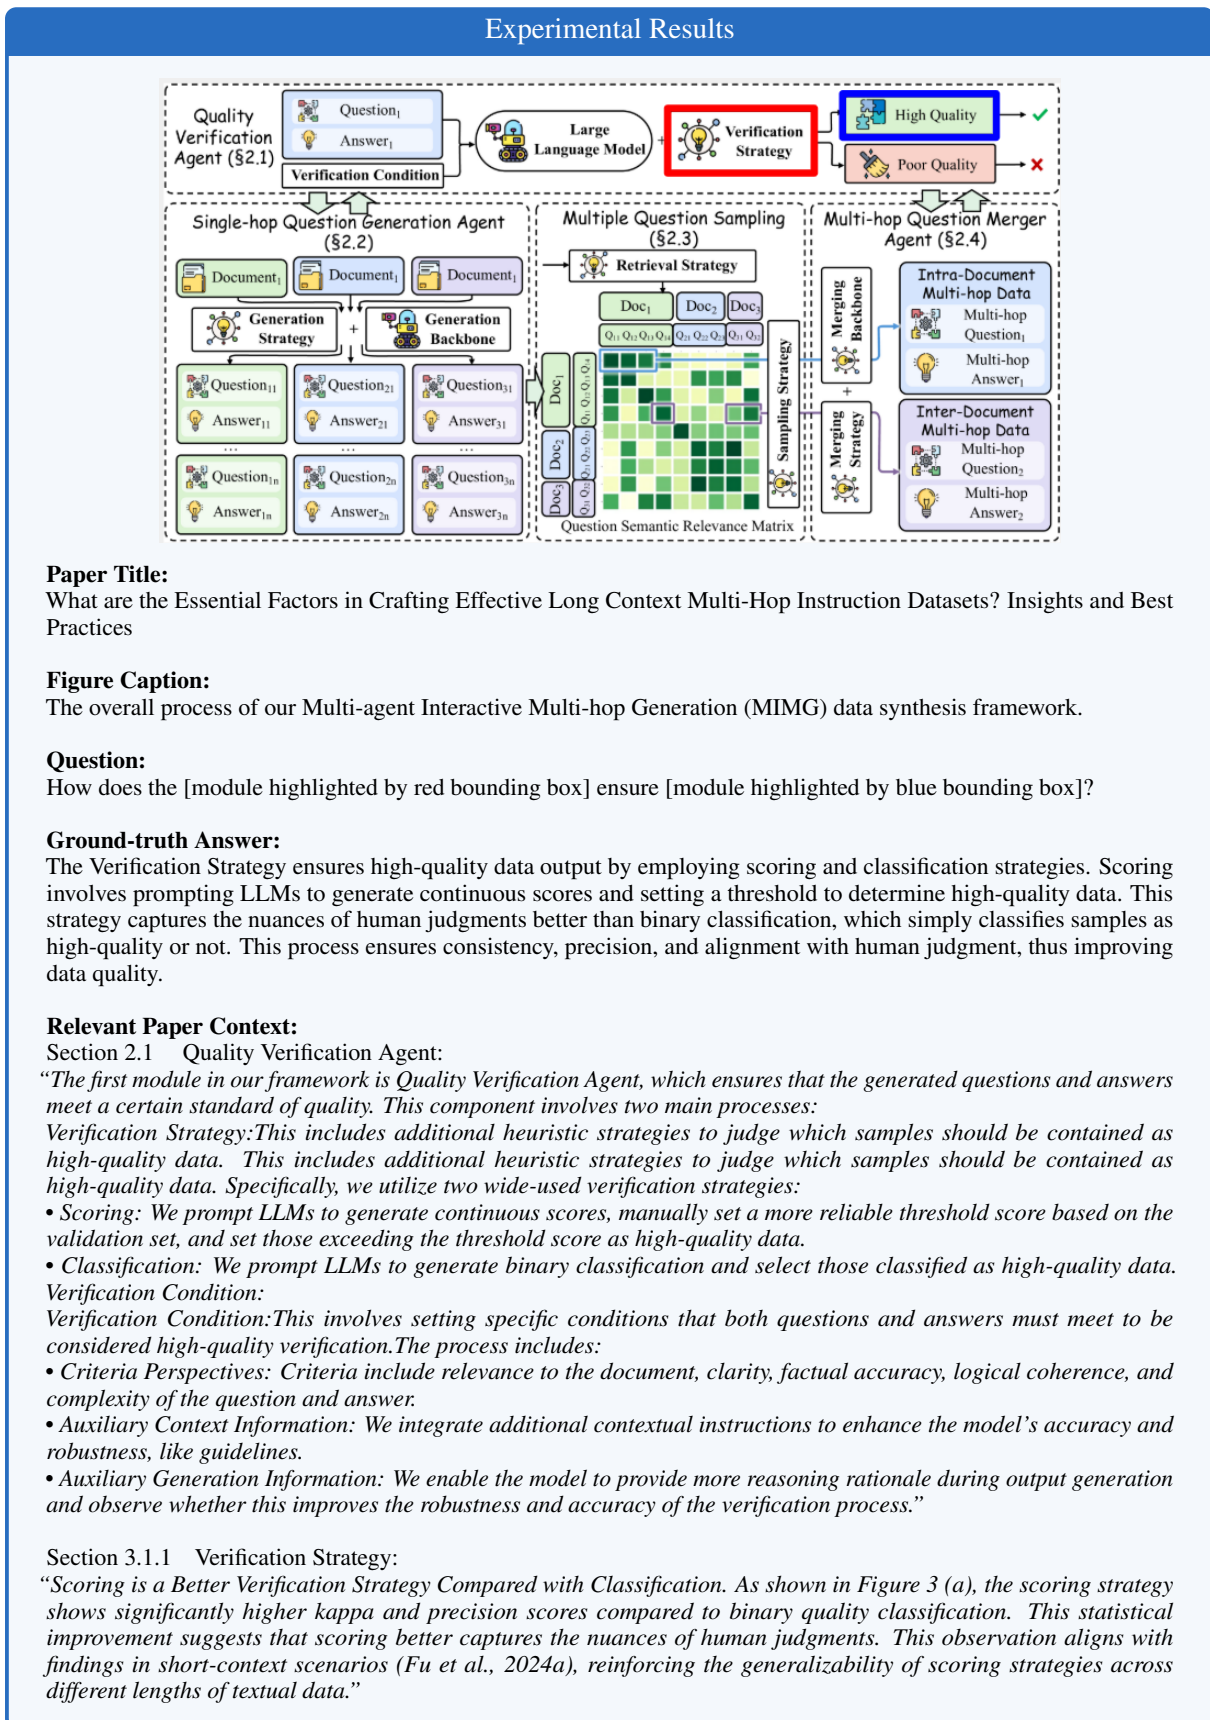 Experimental Results
Quality
Verification
Agent (§2.1)
Question1
Answer1
Verification Condition
Large
Language Model
+
Verification
Strategy
High Quality
Poor Quality
Single-hop Question Generation Agent
(§2.2)
Document1
Document1
Document1
Generation
Strategy
+
Generation
Backbone
Question11
Answer11
Question21
Answer21
Question31
Answer31
...
...
...
Question1n
Answer1n
Question2n
Answer2n
Question3n
Answer3n
Multiple Question Sampling
(§2.3)
Retrieval Strategy
Doc1
Doc2
Doc3
Q11 Q12 Q13 Q14
Q21 Q22 Q23
Q31 Q32
Doc1
Doc2
Doc3
Sampling Strategy
Question Semantic Relevance Matrix
Multi-hop Question Merger
Agent (§2.4)
Merging
Backbone
+
Merging
Strategy
Intra-Document
Multi-hop Data
Multi-hop
Question1
Multi-hop
Answer1
Inter-Document
Multi-hop Data
Multi-hop
Question2
Multi-hop
Answer2
Paper Title:
What are the Essential Factors in Crafting Effective Long Context Multi-Hop Instruction Datasets? Insights and Best
Practices
Figure Caption:
The overall process of our Multi-agent Interactive Multi-hop Generation (MIMG) data synthesis framework.
Question:
How does the [module highlighted by red bounding box] ensure [module highlighted by blue bounding box]?
Ground-truth Answer:
The Verification Strategy ensures high-quality data output by employing scoring and classification strategies. Scoring
involves prompting LLMs to generate continuous scores and setting a threshold to determine high-quality data. This
strategy captures the nuances of human judgments better than binary classification, which simply classifies samples as
high-quality or not. This process ensures consistency, precision, and alignment with human judgment, thus improving
data quality.
Relevant Paper Context:
Section 2.1 Quality Verification Agent:
“The first module in our framework is Quality Verification Agent, which ensures that the generated questions and answers
meet a certain standard of quality. This component involves two main processes:
Verification Strategy:This includes additional heuristic strategies to judge which samples should be contained as
high-quality data. This includes additional heuristic strategies to judge which samples should be contained as
high-quality data. Specifically, we utilize two wide-used verification strategies:
• Scoring: We prompt LLMs to generate continuous scores, manually set a more reliable threshold score based on the
validation set, and set those exceeding the threshold score as high-quality data.
• Classification: We prompt LLMs to generate binary classification and select those classified as high-quality data.
Verification Condition:
Verification Condition:This involves setting specific conditions that both questions and answers must meet to be
considered high-quality verification.The process includes:
• Criteria Perspectives: Criteria include relevance to the document, clarity, factual accuracy, logical coherence, and
complexity of the question and answer.
• Auxiliary Context Information: We integrate additional contextual instructions to enhance the model’s accuracy and
robustness, like guidelines.
• Auxiliary Generation Information: We enable the model to provide more reasoning rationale during output generation
and observe whether this improves the robustness and accuracy of the verification process.”
Section 3.1.1 Verification Strategy:
“Scoring is a Better Verification Strategy Compared with Classification. As shown in Figure 3 (a), the scoring strategy
shows significantly higher kappa and precision scores compared to binary quality classification. This statistical
improvement suggests that scoring better captures the nuances of human judgments. This observation aligns with
findings in short-context scenarios (Fu et al., 2024a), reinforcing the generalizability of scoring strategies across
different lengths of textual data.”